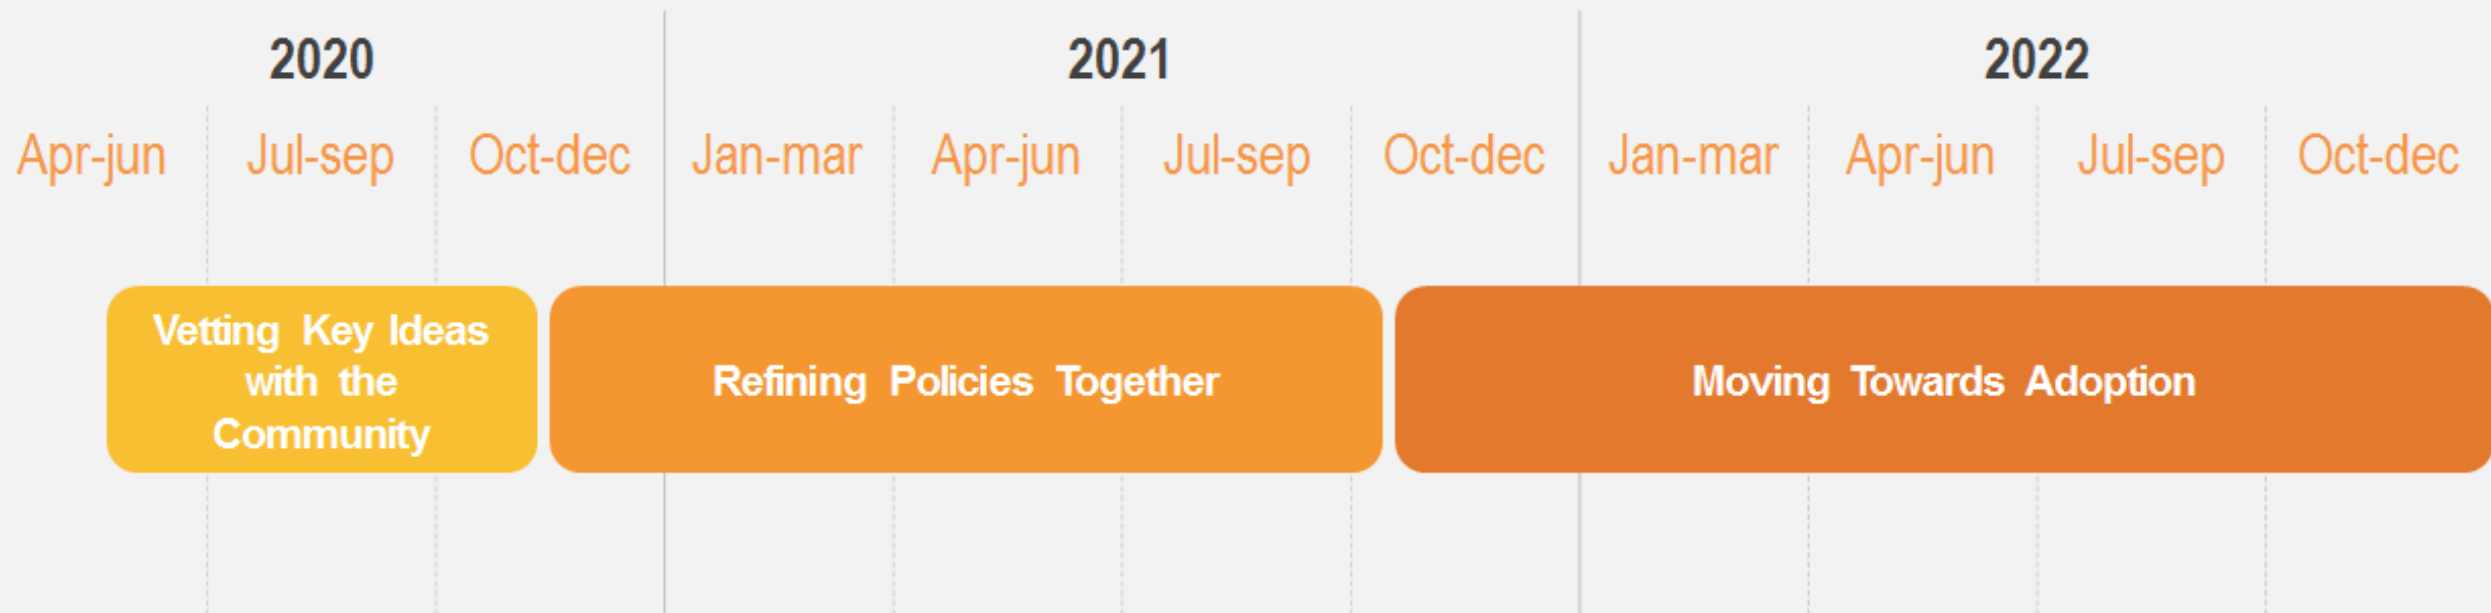 2020 2021 2022
Apr-jun Jul-sep Oct-dec Jan-mar Apr-jun Jul-sep Oct-dec Jan-mar Apr-jun Jul-sep Oct-dec
Vetting Key Ideas
with the
Community
Refining Policies Together
Moving Towards Adoption